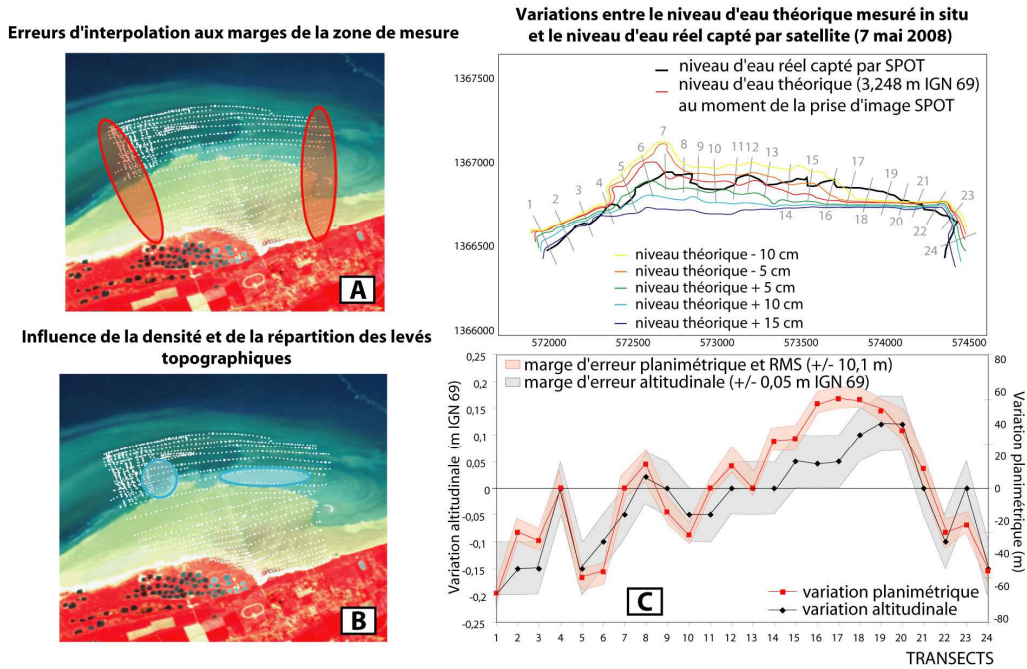 Erreurs d'interpolation aux marges de la zone de mesure
A
Influence de la densité et de la répartition des levés
topographiques
B
Variations entre le niveau d'eau théorique mesuré in situ
et le niveau d'eau réel capté par satellite (7 mai 2008)
1367500
1367000
1366500
1366000
niveau d'eau réel capté par SPOT
niveau d'eau théorique (3,248 m IGN 69)
au moment de la prise d'image SPOT
1 2 3 4 5 6 7 8 9 10 11 12 13 14 15 16 17 18 19 20 21 22 23 24
niveau théorique - 10 cm
niveau théorique - 5 cm
niveau théorique + 5 cm
niveau théorique + 10 cm
niveau théorique + 15 cm
572000 572500 573000 573500 574000 574500
marge d'erreur planimétrique et RMS (+/- 10,1 m)
marge d'erreur altitudinale (+/- 0,05 m IGN 69)
Variation altitudinale (m IGN 69)
0,25
0,2
0,15
0,1
0,05
0
-0,05
-0,1
-0,15
-0,2
-0,25
Variation planimétrique (m)
80
60
40
20
0
-20
-40
-60
-80
C
variation planimétrique
variation altitudinale
1 2 3 4 5 6 7 8 9 10 11 12 13 14 15 16 17 18 19 20 21 22 23 24
TRANSECTS